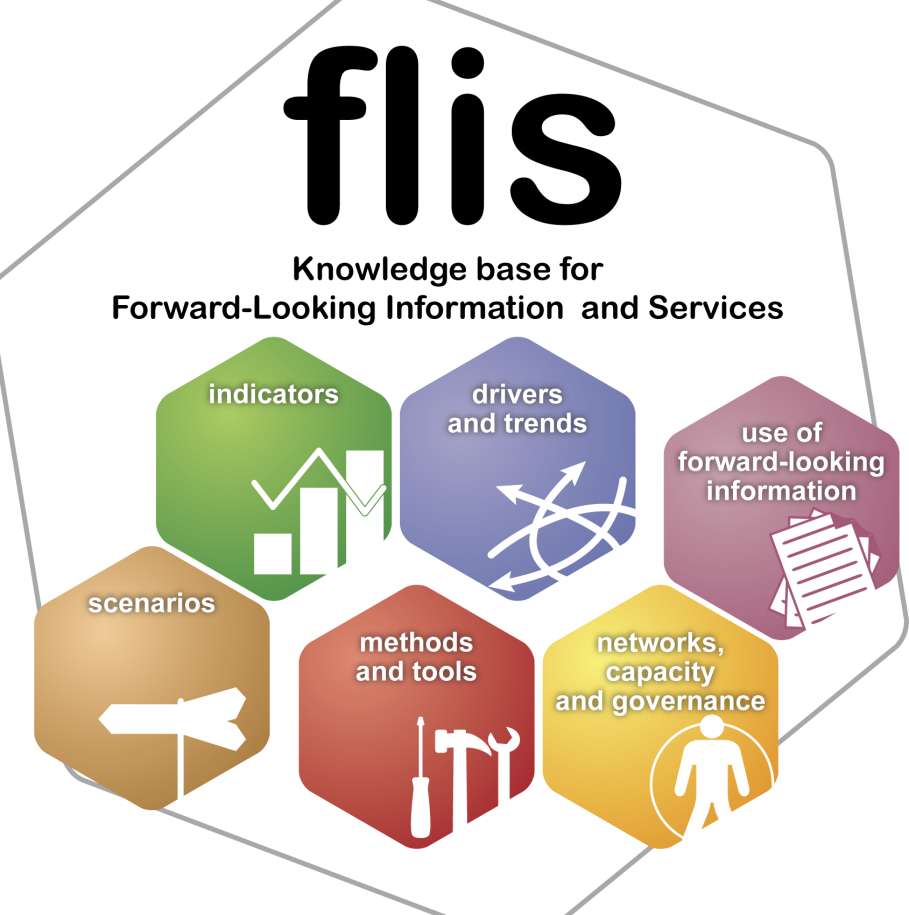 flis
Knowledge base for
Forward-Looking Information and Services
indicators
drivers
and trends
use of
forward-looking
information
scenarios
methods
and tools
networks,
capacity
and governance